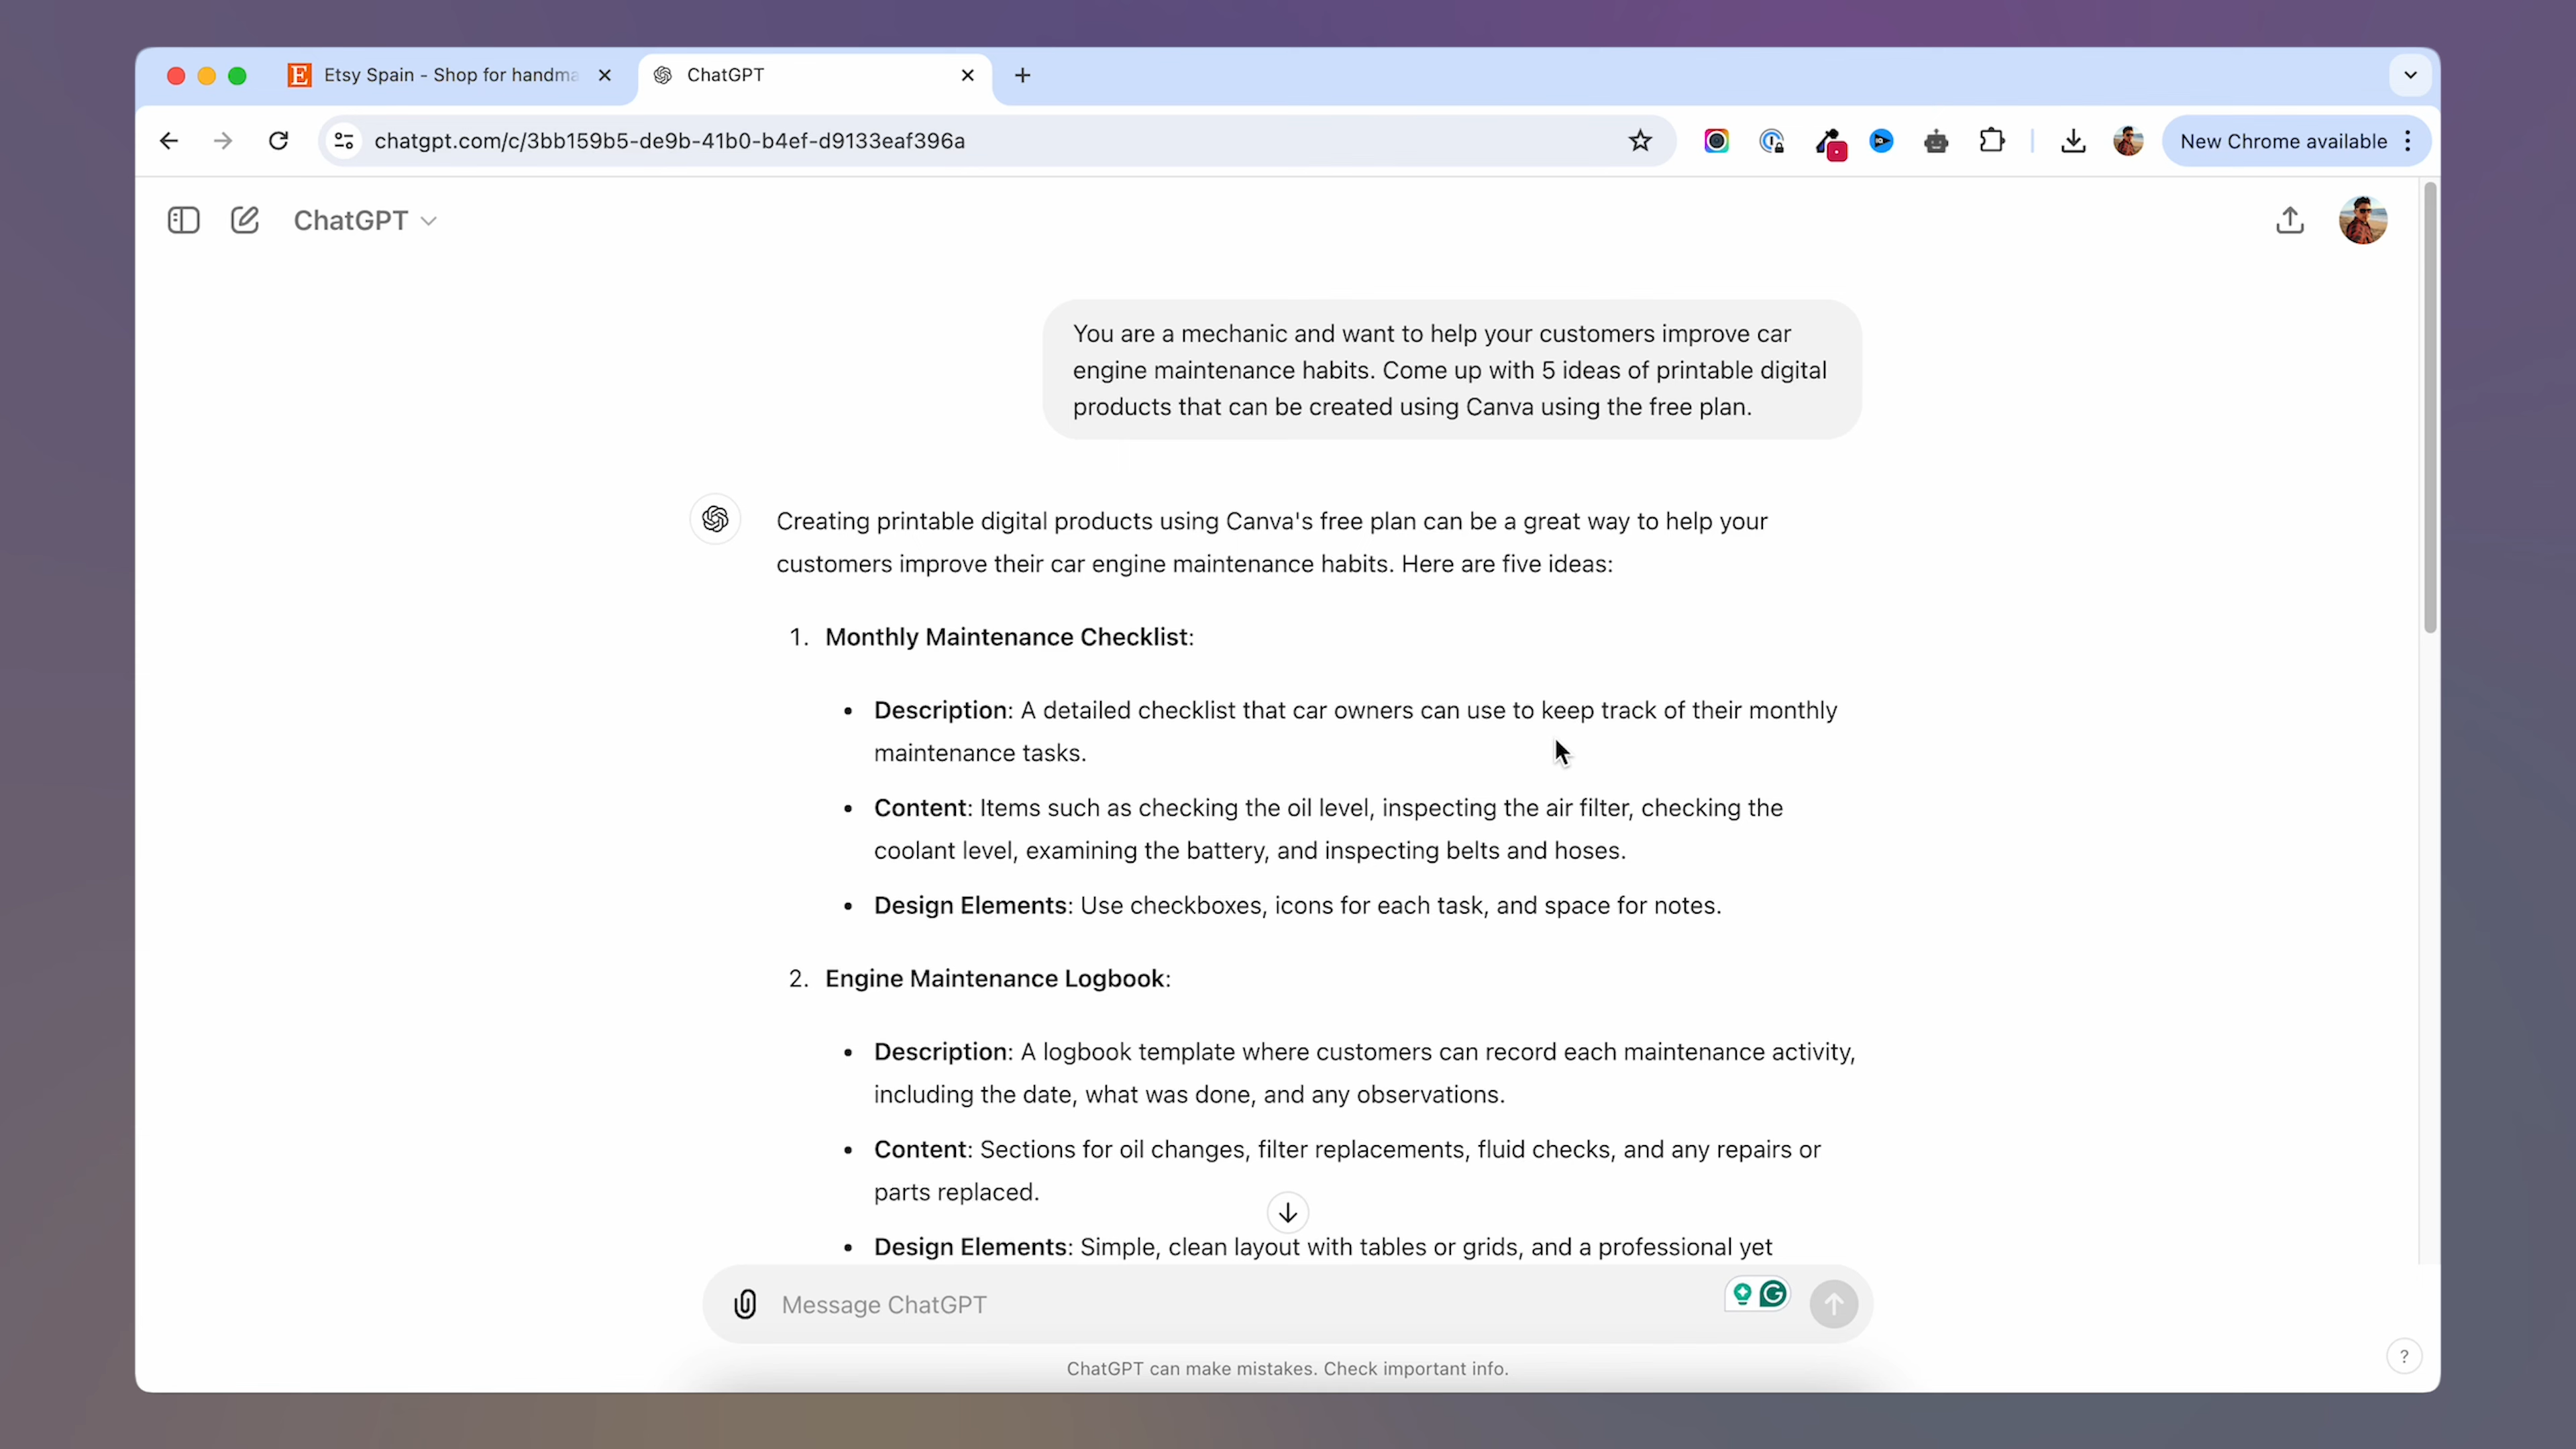 Etsy Spain - Shop for handma
ChatGPT
chatgpt.com/c/3bb159b5-de9b-41b0-b4ef-d9133eaf396a
New Chrome available
ChatGPT
You are a mechanic and want to help your customers improve car
engine maintenance habits. Come up with 5 ideas of printable digital
products that can be created using Canva using the free plan.
Creating printable digital products using Canva's free plan can be a great way to help your
customers improve their car engine maintenance habits. Here are five ideas:
1. Monthly Maintenance Checklist:
• Description: A detailed checklist that car owners can use to keep track of their monthly
maintenance tasks.
• Content: Items such as checking the oil level, inspecting the air filter, checking the
coolant level, examining the battery, and inspecting belts and hoses.
• Design Elements: Use checkboxes, icons for each task, and space for notes.
2. Engine Maintenance Logbook:
• Description: A logbook template where customers can record each maintenance activity,
including the date, what was done, and any observations.
• Content: Sections for oil changes, filter replacements, fluid checks, and any repairs or
parts replaced.
• Design Elements: Simple, clean layout with tables or grids, and a professional yet
Message ChatGPT
ChatGPT can make mistakes. Check important info.
?